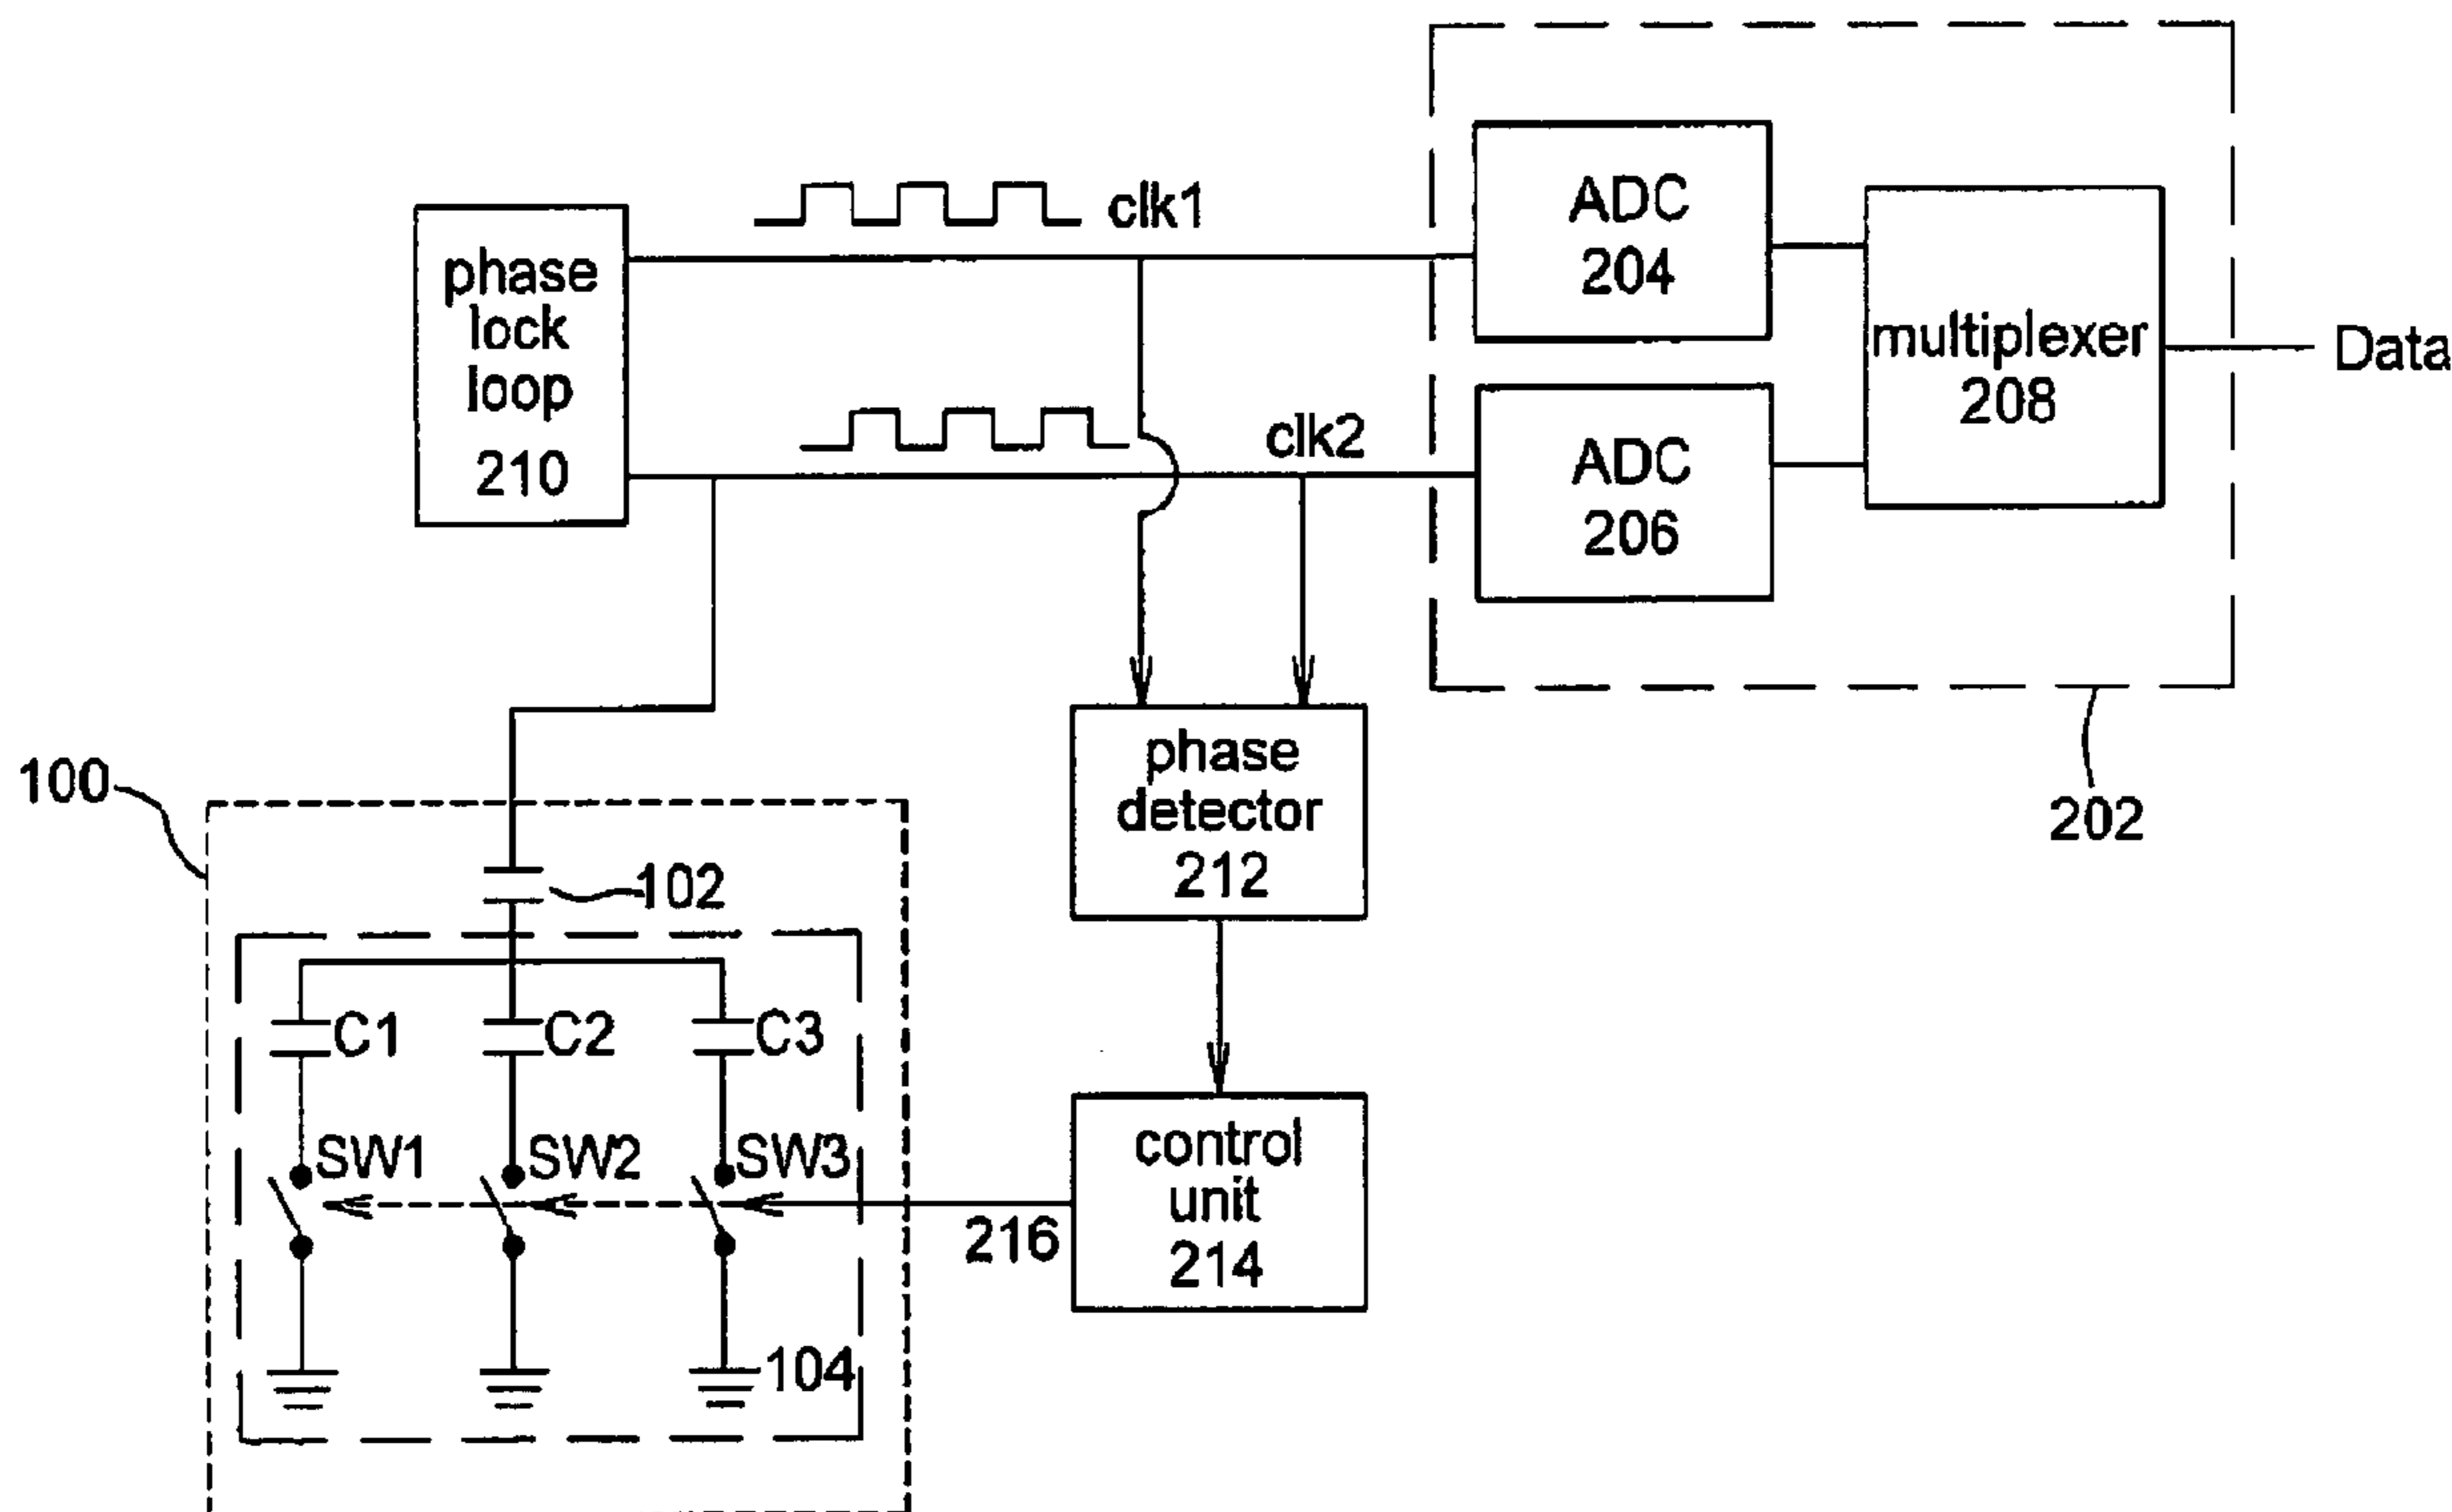 clk1
phase
lock
loop
210
clk2
ADC
204
ADC
206
multiplexer
208
Data
202
100
102
phase
detector
212
C1
C2
C3
SW1
SW2
SW3
216
control
unit
214
104